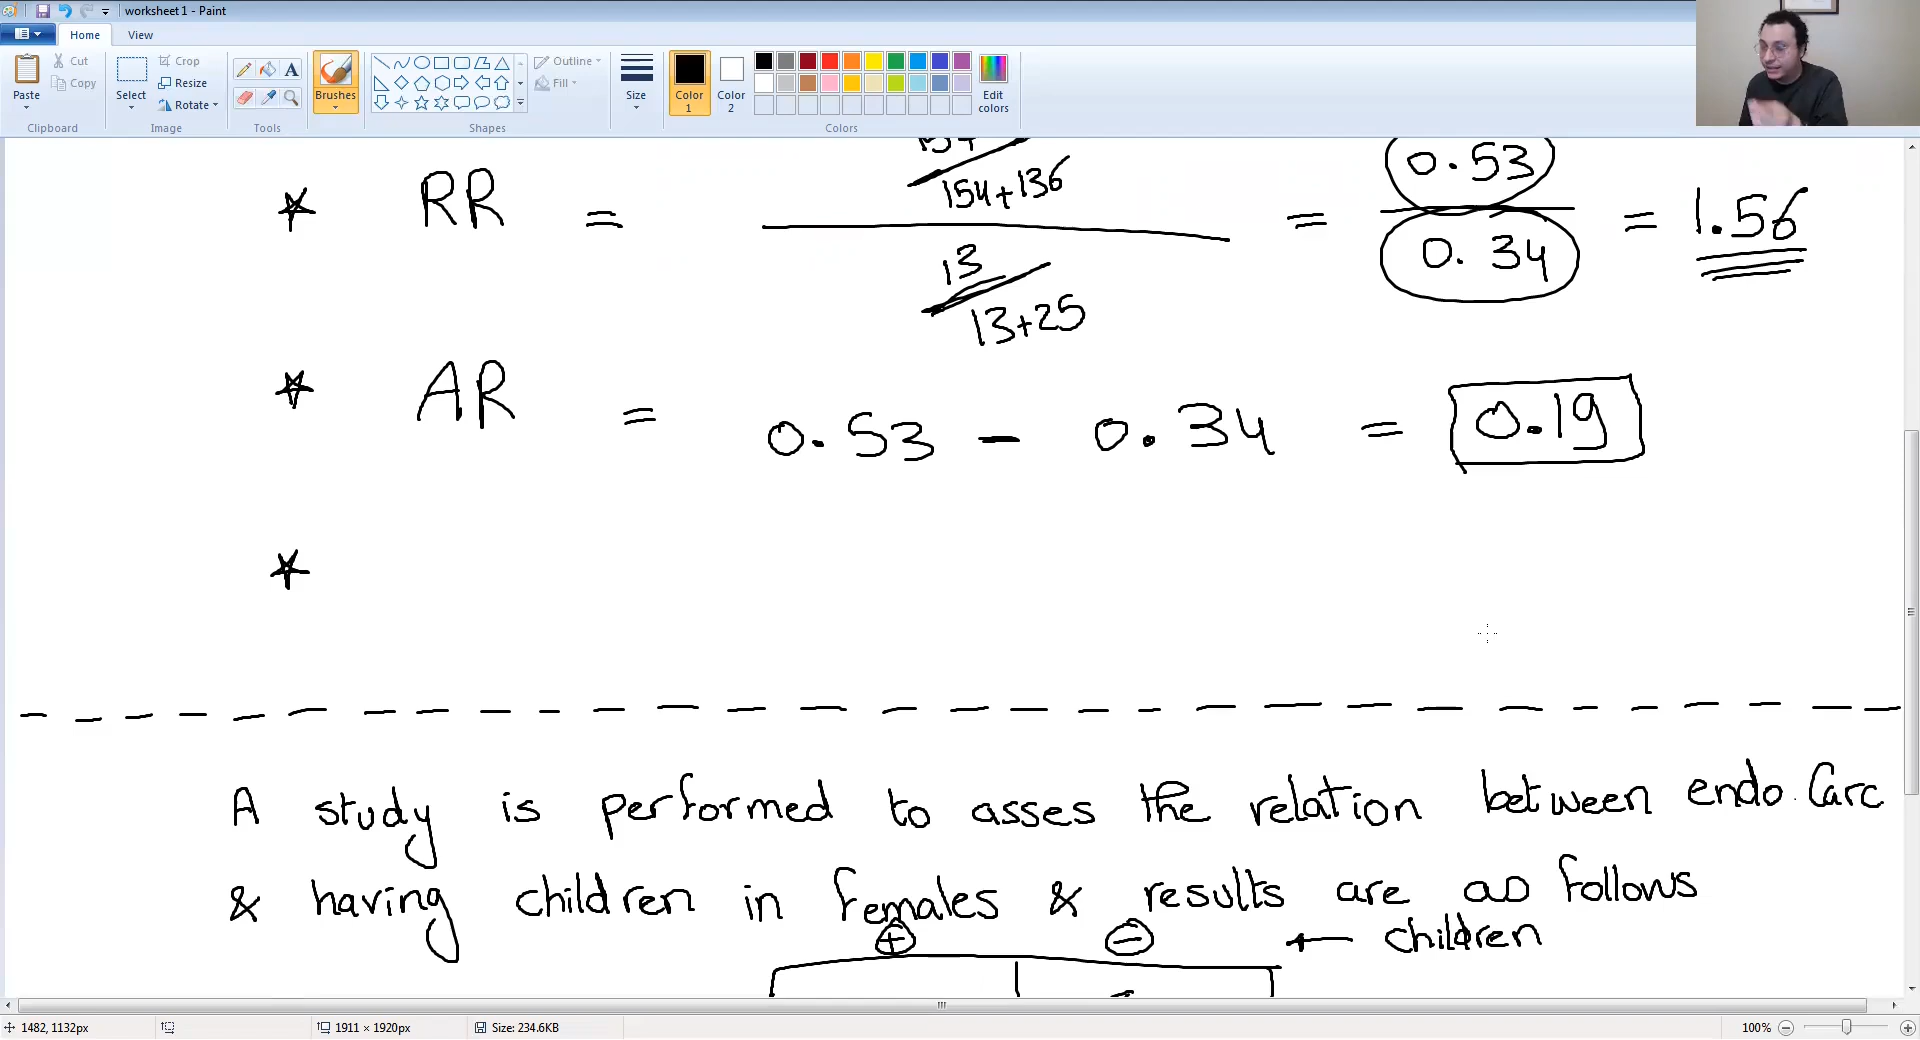 worksheet1 - Paint
Home View
Paste Cut Copy Select Crop Resize Rotate A Brushes Outline Fill Size Color 1 Color 2 Edit colors
Clipboard Image Tools Shapes Colors
154
RR = 154+136 = 0.53 = 1.56
13 0.34
13+25
AR = 0.53 - 0.34 = 0.19
A study is performed to asses the relation between endo. Carc
& having children in females & results are as follows
+ - ← children
1482, 1132px 1911 × 1920px Size: 234.6KB 100%